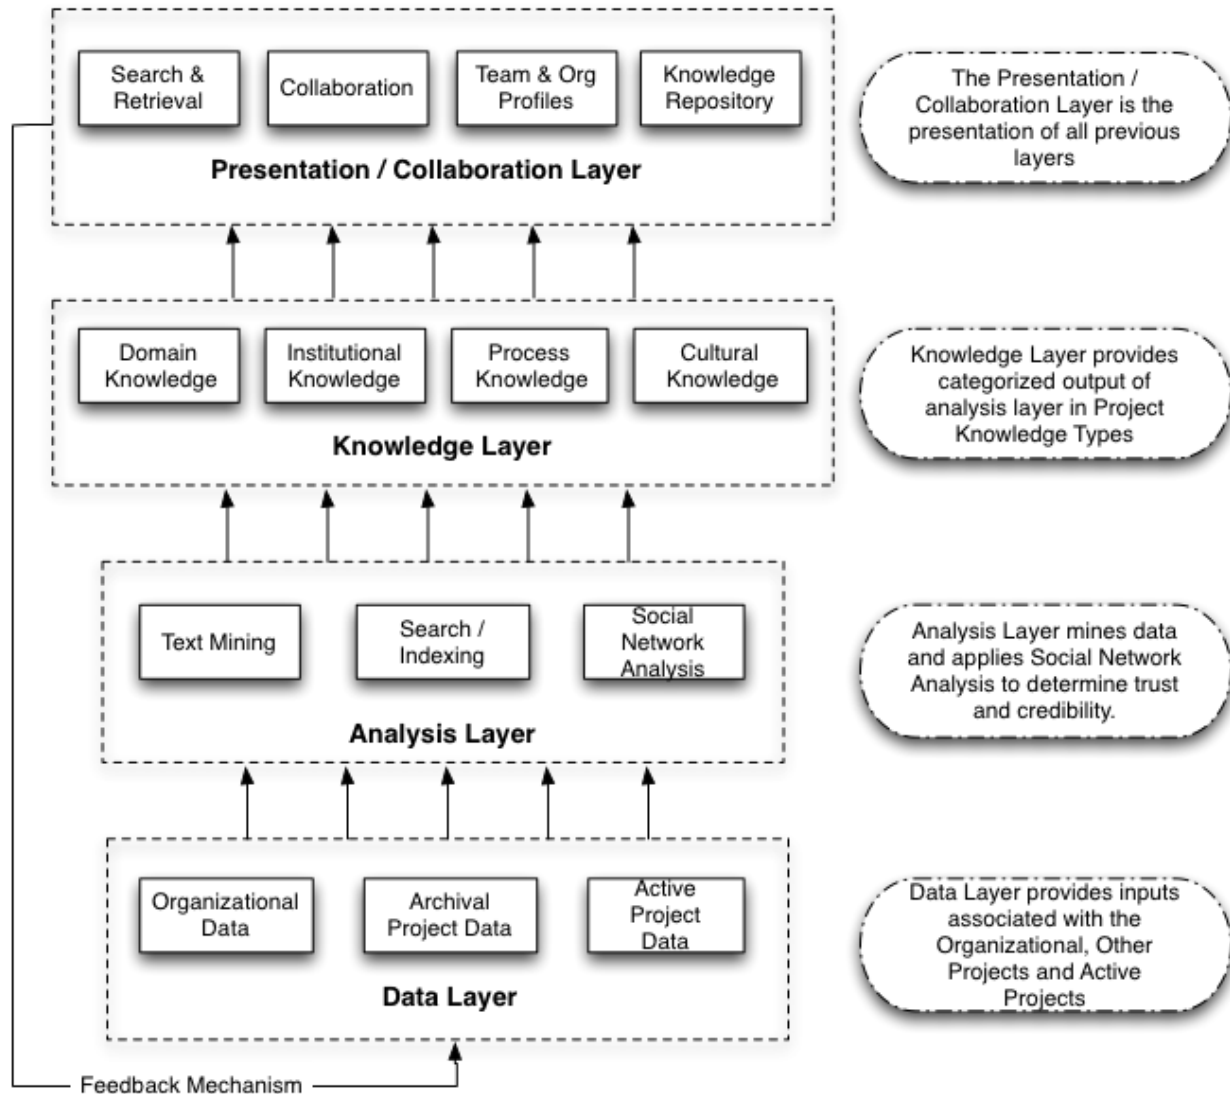 Search &
Retrieval
Collaboration
Team & Org
Profiles
Knowledge
Repository
Presentation / Collaboration Layer
The Presentation /
Collaboration Layer is the
presentation of all previous
layers
Domain
Knowledge
Institutional
Knowledge
Process
Knowledge
Cultural
Knowledge
Knowledge Layer
Knowledge Layer provides
categorized output of
analysis layer in Project
Knowledge Types
Text Mining
Search /
Indexing
Social
Network
Analysis
Analysis Layer
Analysis Layer mines data
and applies Social Network
Analysis to determine trust
and credibility.
Organizational
Data
Archival
Project Data
Active
Project
Data
Data Layer
Data Layer provides inputs
associated with the
Organizational, Other
Projects and Active
Projects
Feedback Mechanism